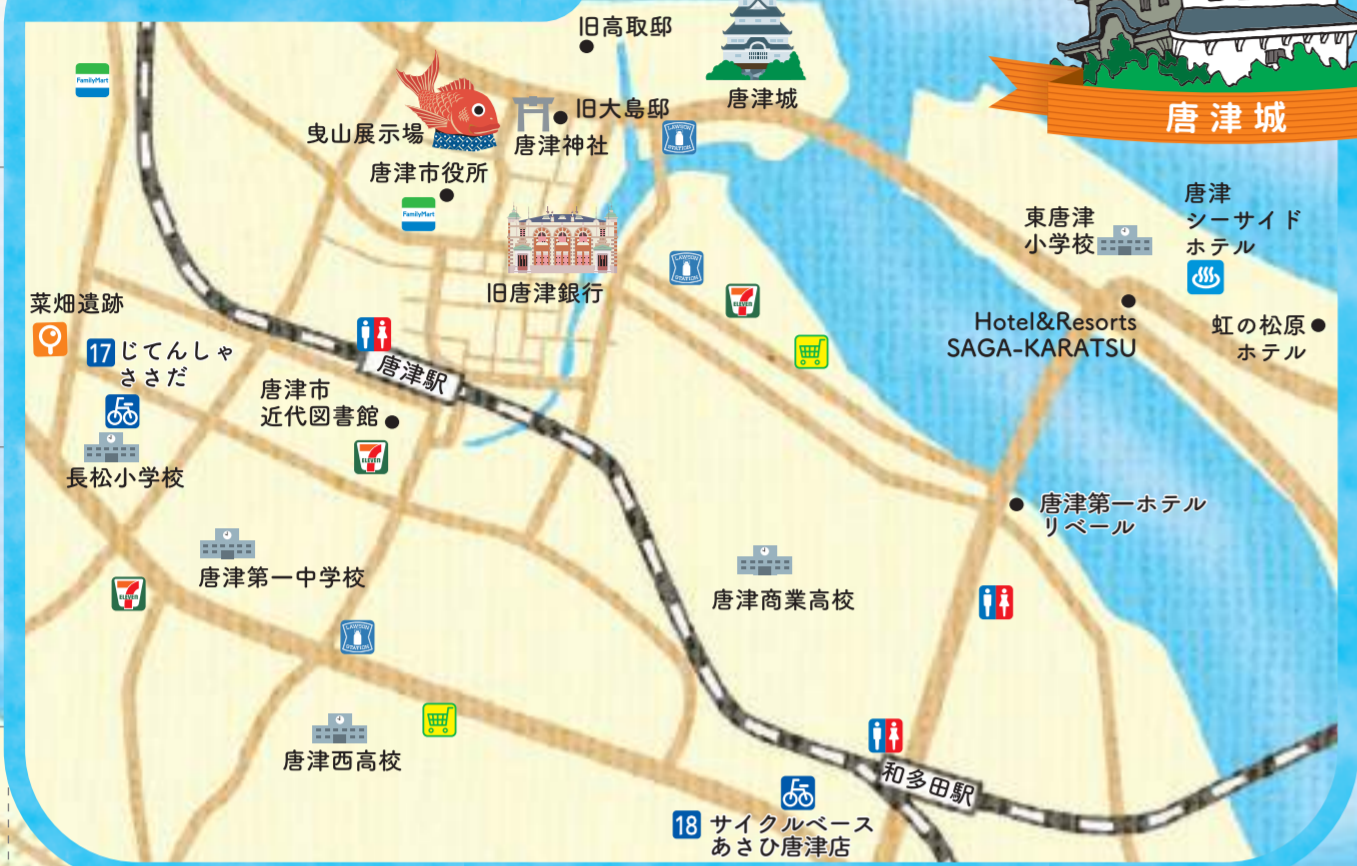 旧高取邸
唐津城
唐津城
FamilyMart
旧大島邸
曳山展示場
唐津神社
LAWSON
STATION
唐津市役所
FamilyMart
唐津
シーサイド
ホテル
東唐津
小学校
旧唐津銀行
LAWSON
STATION
7
ELEVEN
菜畑遺跡
Hotel&Resorts
SAGA-KARATSU
虹の松原
ホテル
17 じてんしゃ
ささだ
唐津駅
唐津市
近代図書館
7
ELEVEN
長松小学校
唐津第一ホテル
リベール
唐津第一中学校
7
ELEVEN
唐津商業高校
LAWSON
STATION
唐津西高校
和多田駅
18 サイクルベース
あさひ唐津店